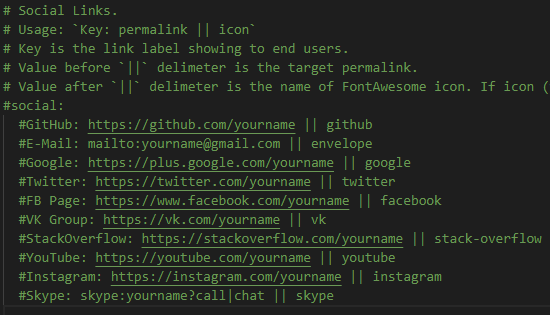 # Social Links.
# Usage: `Key: permalink || icon`
# Key is the link label showing to end users.
# Value before `||` delimeter is the target permalink.
# Value after `||` delimeter is the name of FontAwesome icon. If icon (
#social:
#GitHub: https://github.com/yourname || github
#E-Mail: mailto:yourname@gmail.com || envelope
#Google: https://plus.google.com/yourname || google
#Twitter: https://twitter.com/yourname || twitter
#FB Page: https://www.facebook.com/yourname || facebook
#VK Group: https://vk.com/yourname || vk
#StackOverflow: https://stackoverflow.com/yourname || stack-overflow
#YouTube: https://youtube.com/yourname || youtube
#Instagram: https://instagram.com/yourname || instagram
#Skype: skype:yourname?call|chat || skype